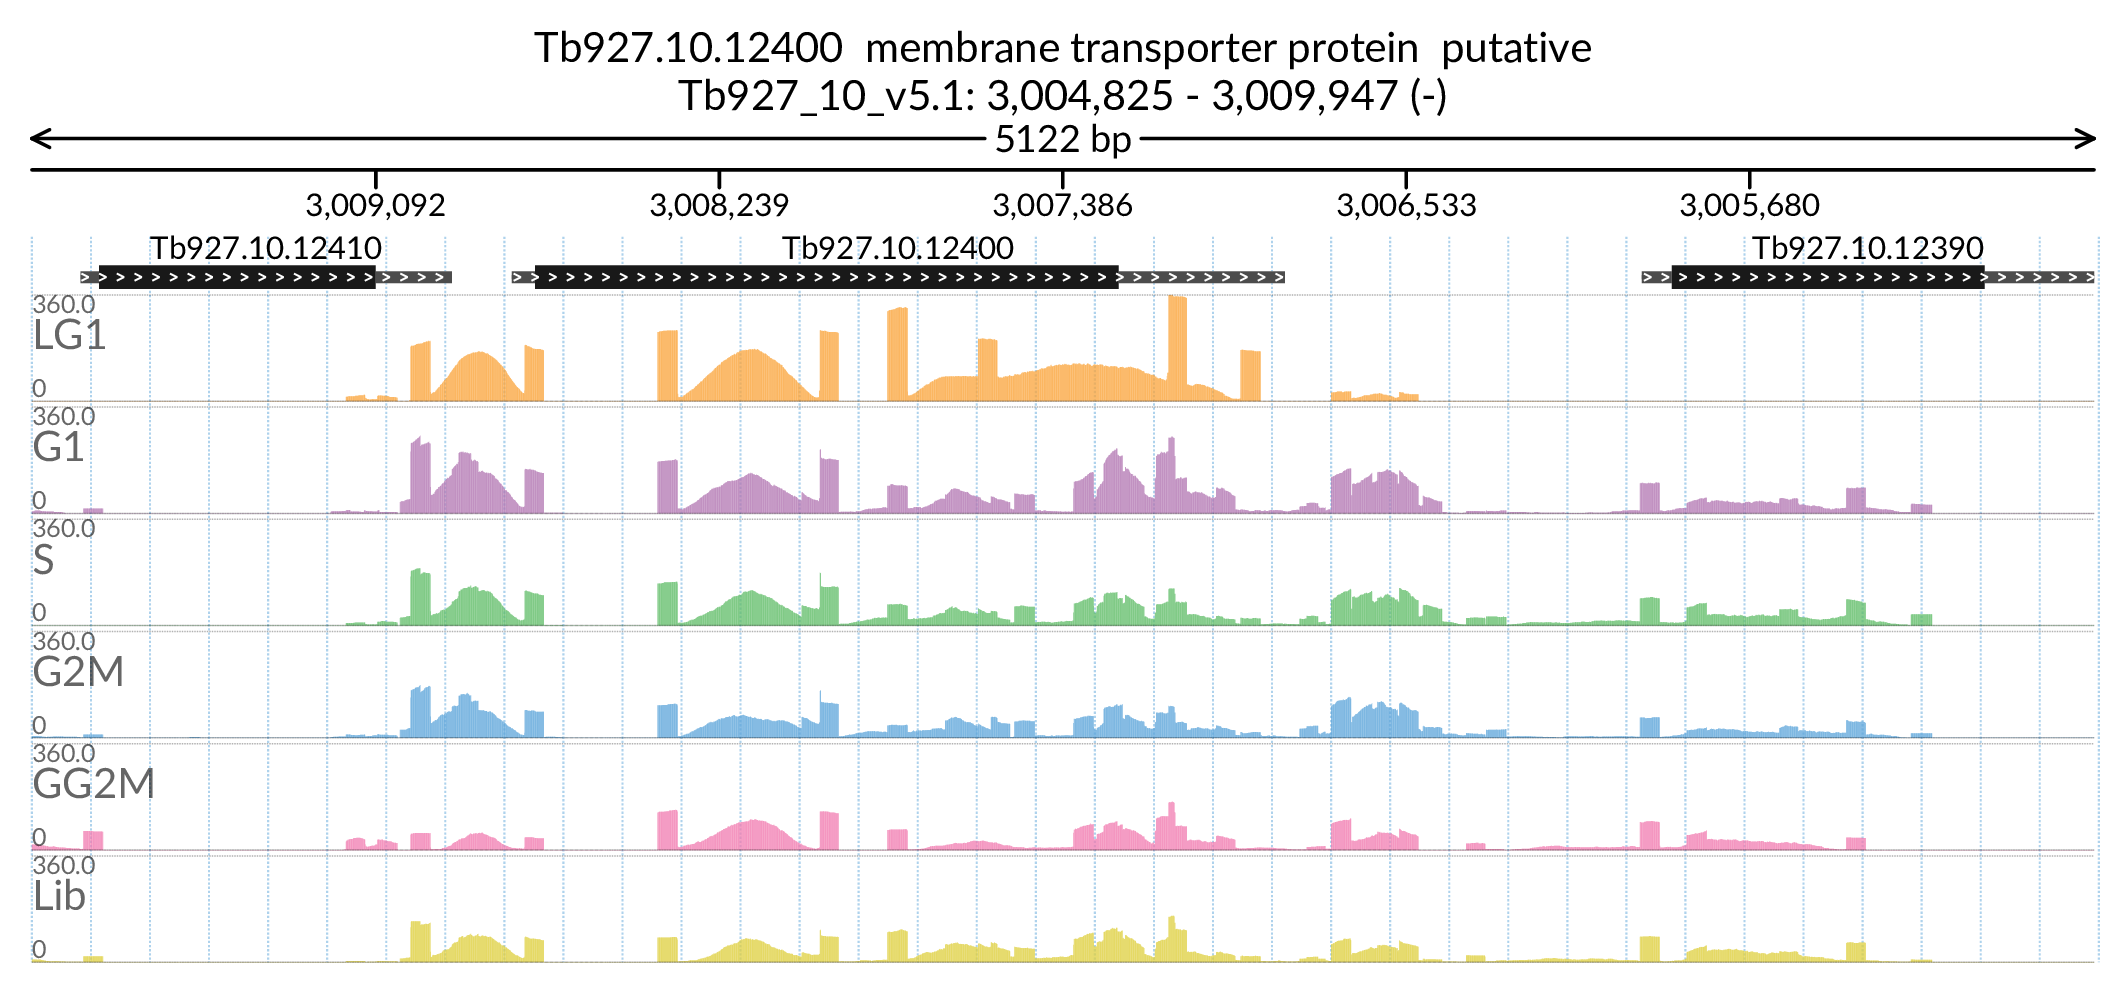 Tb927.10.12400  membrane transporter protein  putative
Tb927_10_v5.1: 3,004,825 - 3,009,947 (-)
5122 bp
3,009,092 3,008,239 3,007,386 3,006,533 3,005,680
Tb927.10.12410 Tb927.10.12400 Tb927.10.12390
360.0
LG1
0
360.0
G1
0
360.0
S
0
360.0
G2M
0
360.0
GG2M
0
360.0
Lib
0